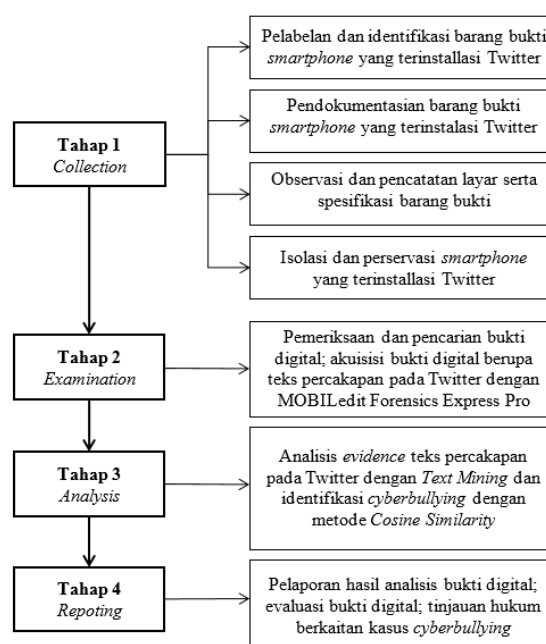 Pelabelan dan identifikasi barang bukti
smartphone yang terinstallasi Twitter
Pendokumentasian barang bukti
smartphone yang terinstalasi Twitter
Tahap 1
Collection
Observasi dan pencatatan layar serta
spesifikasi barang bukti
Isolasi dan perservasi smartphone
yang terinstallasi Twitter
Tahap 2
Examination
Pemeriksaan dan pencarian bukti
digital; akuisisi bukti digital berupa
teks percakapan pada Twitter dengan
MOBILedit Forensics Express Pro
Tahap 3
Analysis
Analisis evidence teks percakapan
pada Twitter dengan Text Mining dan
identifikasi cyberbullying dengan
metode Cosine Similarity
Tahap 4
Repoting
Pelaporan hasil analisis bukti digital;
evaluasi bukti digital; tinjauan hukum
berkaitan kasus cyberbullying